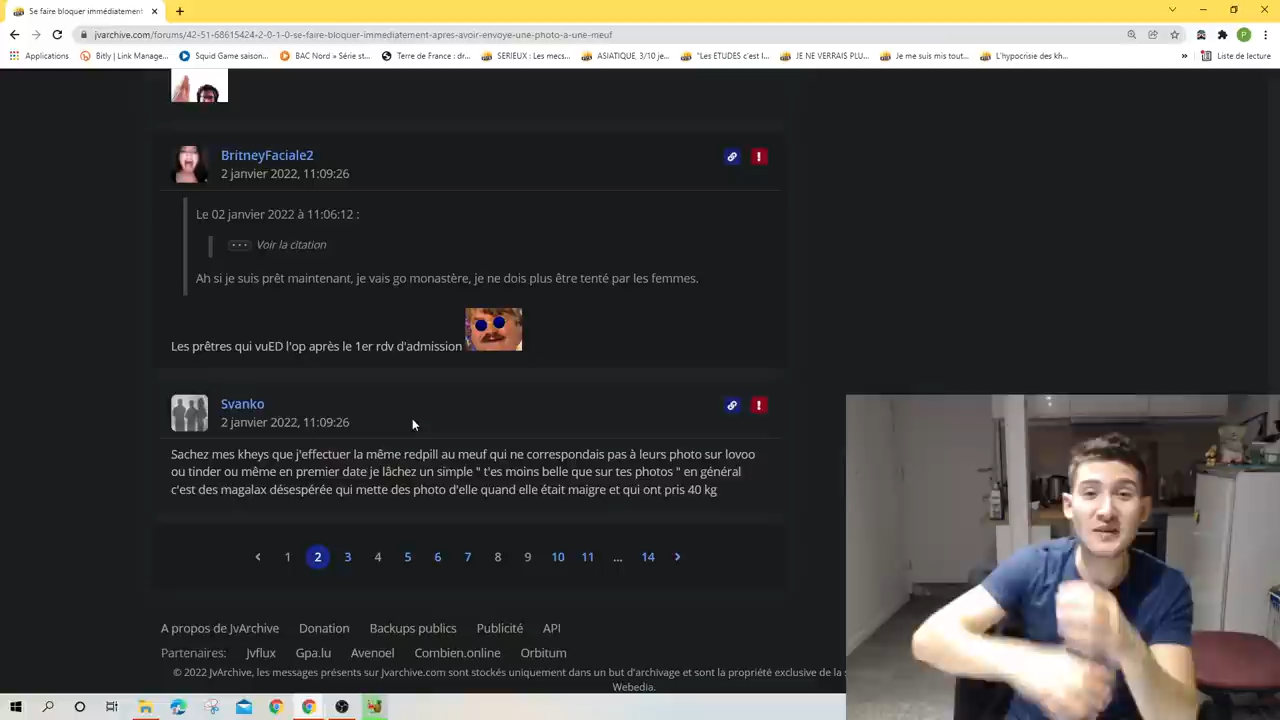 Se faire bloquer immédiatement
jvarchive.com/forums/42-51-68615424-2-0-1-0-se-faire-bloquer-immediatement-apres-avoir-envoye-une-photo-a-une-meuf
P
Applications
Bitly | Link Manage...
Squid Game saison...
BAC Nord » Série st...
Terre de France : dr...
SERIEUX : Les mecs...
ASIATIQUE, 3/10 je...
"Les ETUDES c'est l...
JE NE VERRAIS PLU...
Je me suis mis tout...
L'hypocrise des kh...
»
Liste de lecture
BritneyFaciale2
2 janvier 2022, 11:09:26
Le 02 janvier 2022 à 11:06:12 :
Voir la citation
Ah si je suis prêt maintenant, je vais go monastère, je ne dois plus être tenté par les femmes.
Les prêtres qui vuED l'op après le 1er rdv d'admission
Svanko
2 janvier 2022, 11:09:26
Sachez mes kheys que j'effectuer la même redpill au meuf qui ne correspondais pas à leurs photo sur lovoo
ou tinder ou même en premier date je lâchez un simple " t'es moins belle que sur tes photos " en général
c'est des magalax désespérée qui mette des photo d'elle quand elle était maigre et qui ont pris 40 kg
‹ 1 2 3 4 5 6 7 8 9 10 11 ... 14 ›
A propos de JvArchive Donation Backups publics Publicité API
Partenaires: Jvflux Gpa.lu Avenoel Combien.online Orbitum
© 2022 JvArchive, les messages présents sur Jvarchive.com sont stockés uniquement dans un but d'archivage et sont la propriété exclusive de la s
Webedia.